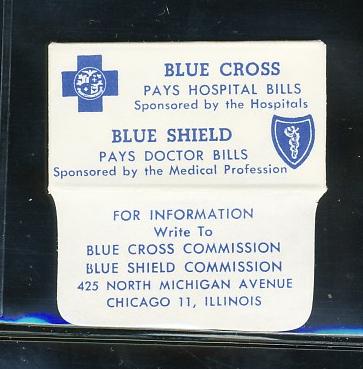 BLUE CROSS
PAYS HOSPITAL BILLS
Sponsored by the Hospitals
BLUE SHIELD
PAYS DOCTOR BILLS
Sponsored by the Medical Profession
FOR INFORMATION
Write To
BLUE CROSS COMMISSION
BLUE SHIELD COMMISSION
425 NORTH MICHIGAN AVENUE
CHICAGO 11, ILLINOIS